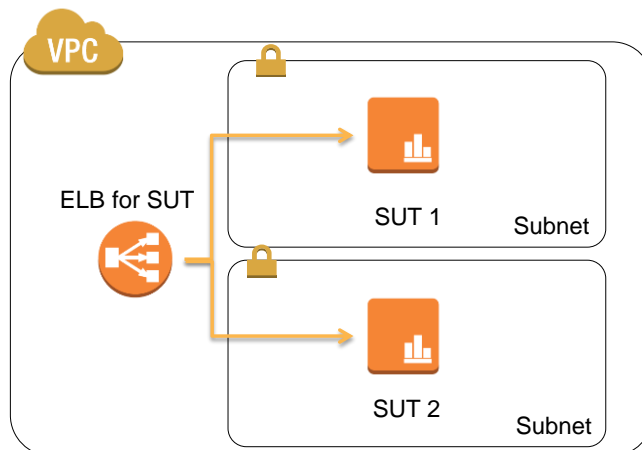 VPC
ELB for SUT
SUT 1
Subnet
SUT 2
Subnet